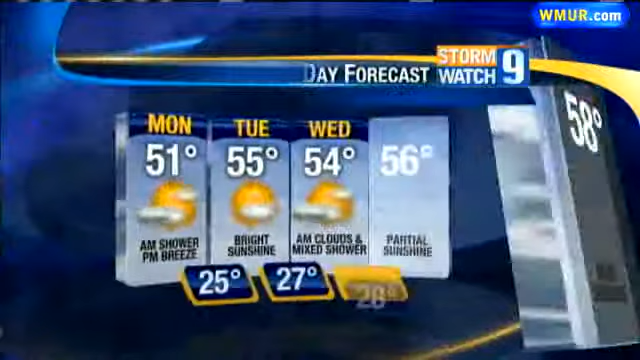 WMUR.com
DAY FORECAST
STORM
WATCH 9
MON
TUE
WED
51°
55°
54°
56°
58°
AM SHOWER
PM BREEZE
BRIGHT
SUNSHINE
AM CLOUDS &
MIXED SHOWER
PARTIAL
SUNSHINE
25°
27°
28°